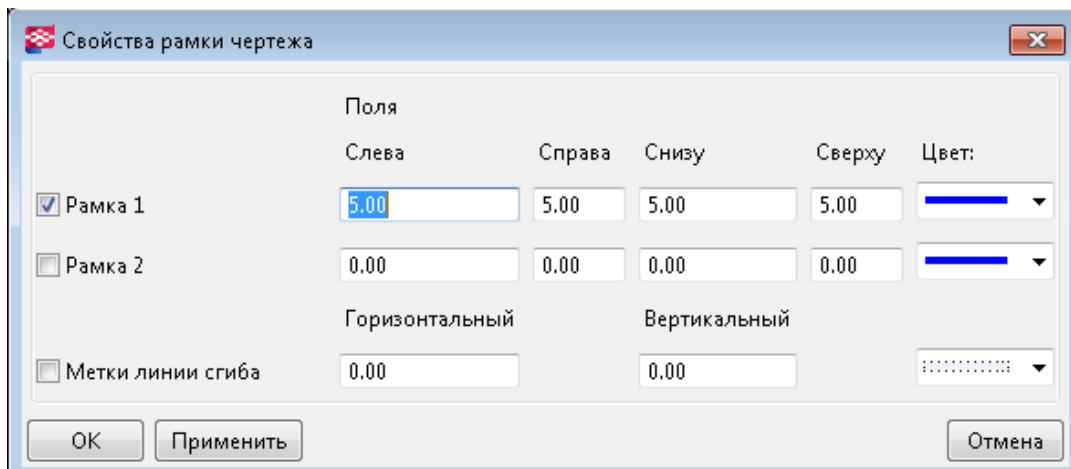 Свойства рамки чертежа
Поля
Слева Справа Снизу Сверху Цвет:
Рамка 1 5.00 5.00 5.00 5.00
Рамка 2 0.00 0.00 0.00 0.00
Горизонтальный Вертикальный
Метки линии сгиба 0.00 0.00
OK Применить Отмена